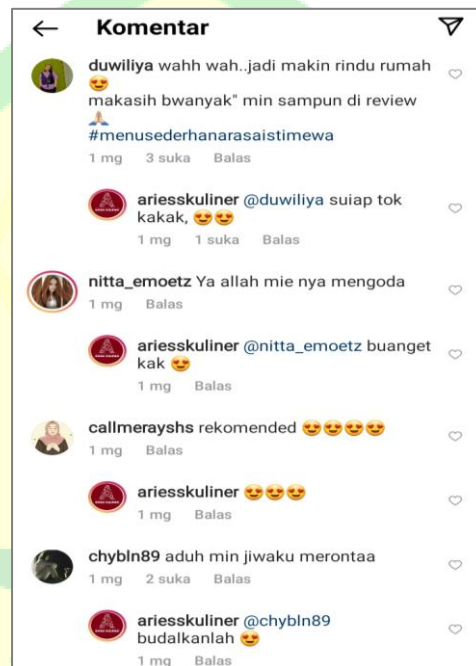 ← Komentar
duwiliya wahh wah..jadi makin rindu rumah
😍
makasih bwanyak" min sampun di review
🙏🏻
#menusederhanarasaistimewa
1 mg 3 suka Balas
ariesskuliner @duwiliya suiap tok
kakak, 😍😍
1 mg 1 suka Balas
nitta_emoetz Ya allah mie nya mengoda
1 mg Balas
ariesskuliner @nitta_emoetz buanget
kak 😍
1 mg Balas
callmerayshs rekomended 😍😍😍😍
1 mg Balas
ariesskuliner 😍😍😍
1 mg Balas
chybln89 aduh min jiwaku merontaa
1 mg 2 suka Balas
ariesskuliner @chybln89
budalkanlah 😍
1 mg Balas